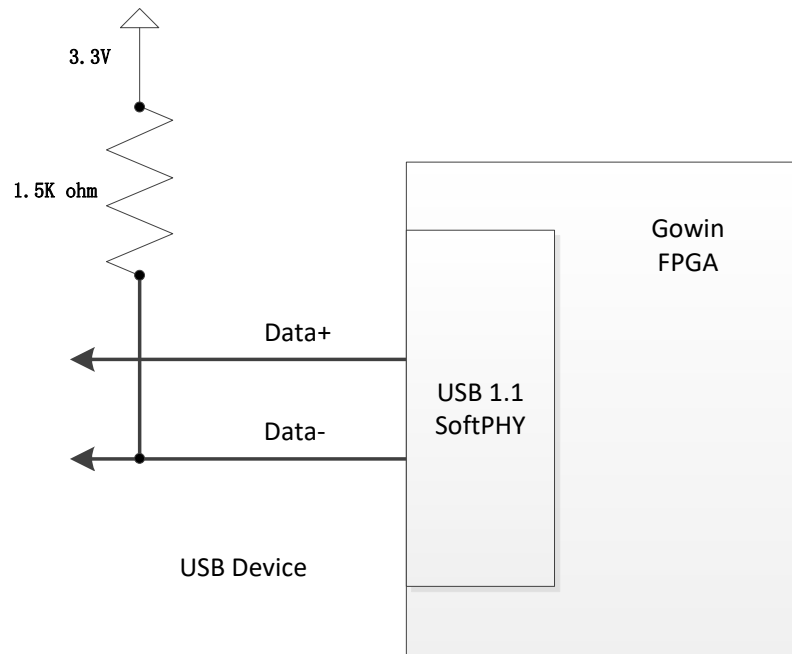 3.3V
1.5K ohm
Gowin
FPGA
Data+
USB 1.1
SoftPHY
Data-
USB Device